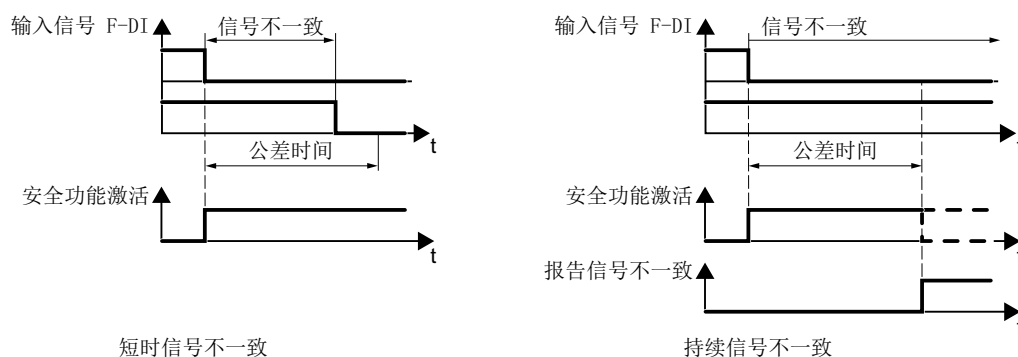 输入信号 F-DI
信号不一致
t
公差时间
安全功能激活
t
短时信号不一致
输入信号 F-DI
信号不一致
公差时间
安全功能激活
报告信号不一致
持续信号不一致